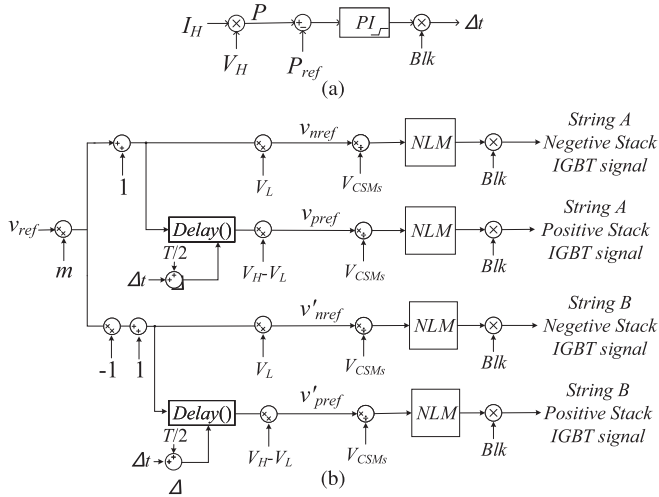 I_H P PI Δt
V_H P_ref Blk
(a)
v_nref NLM String A
Negetive Stack
IGBT signal
1 V_L V_CSMs Blk
v_ref m
Delay() v_pref NLM String A
Positive Stack
IGBT signal
T/2
Δt Δ V_H-V_L V_CSMs Blk
v'_nref NLM String B
Negetive Stack
IGBT signal
-1 1 V_L V_CSMs Blk
Delay() v'_pref NLM String B
Positive Stack
IGBT signal
T/2
Δt V_H-V_L V_CSMs Blk
Δ
(b)